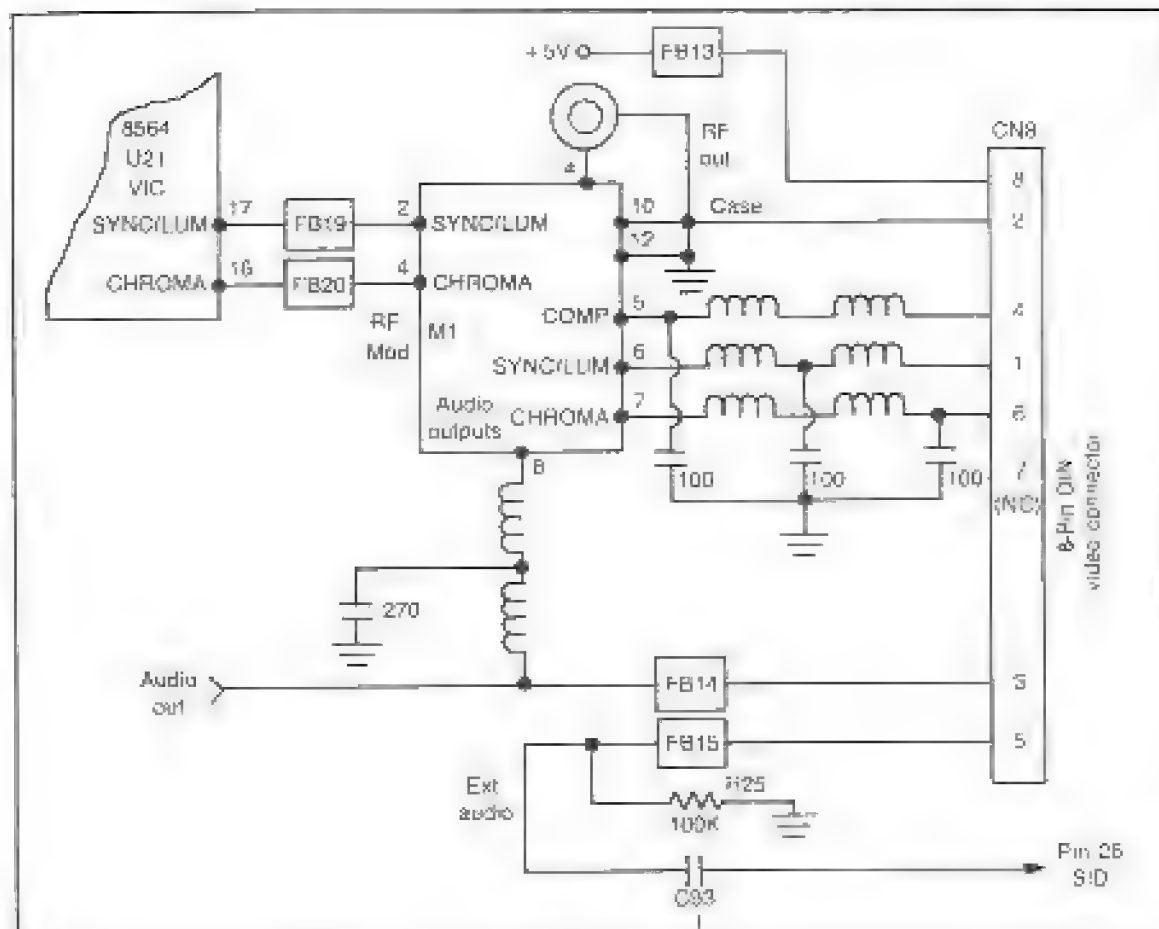 +5V
FB13
8564
U21
VIC
SYNC/LUM
17
FB19
2
SYNC/LUM
CHROMA
16
FB20
4
CHROMA
RF
Mod
M1
Audio
outputs
4
RF
out
10
Case
12
COMP
5
SYNC/LUM
6
CHROMA
7
8
100
100
100
270
CN9
8
2
4
1
6
7
(NC)
3
5
8-Pin DIN
video connector
Audio
out
FB14
FB15
Ext
audio
R125
100K
C93
Pin 26
SID